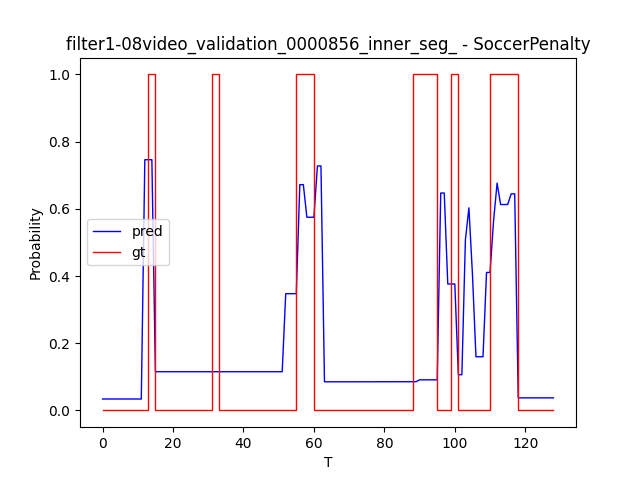 filter1-08video_validation_0000856_inner_seg_ - SoccerPenalty
1.0
0.8
0.6
0.4
0.2
0.0
Probability
pred
gt
0 20 40 60 80 100 120
T